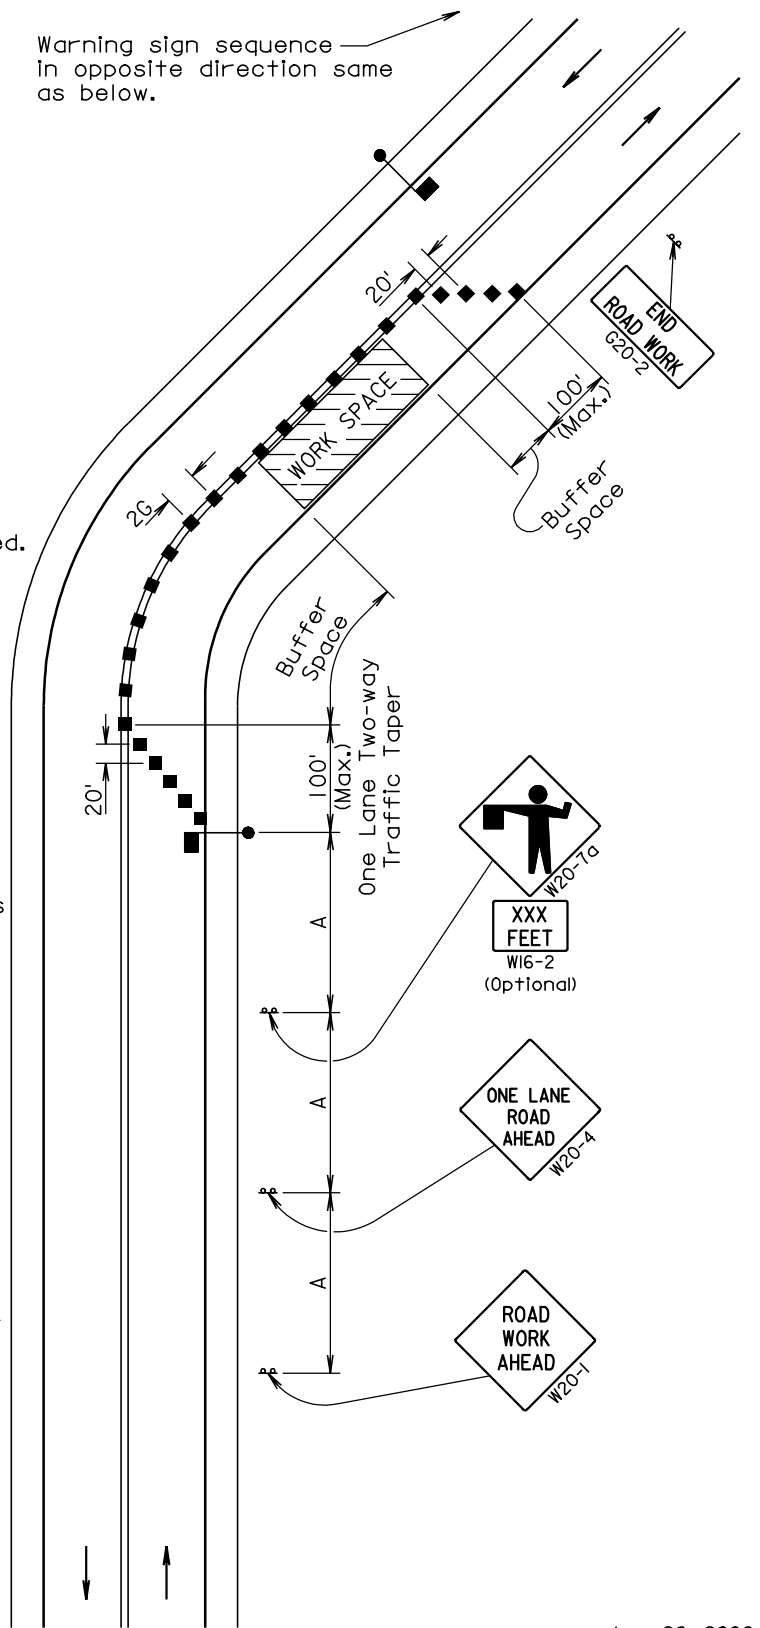 Warning sign sequence
in opposite direction same
as below.
20'
END
ROAD WORK
G20-2
100'
(Max.)
WORK SPACE
Buffer
Space
2G
ed.
Buffer
Space
One Lane Two-way
Traffic Taper
100'
(Max.)
20'
W20-7a
XXX
FEET
W16-2
(Optional)
s
A
A
ONE LANE
ROAD
AHEAD
W20-4
A
ROAD
WORK
AHEAD
W20-1